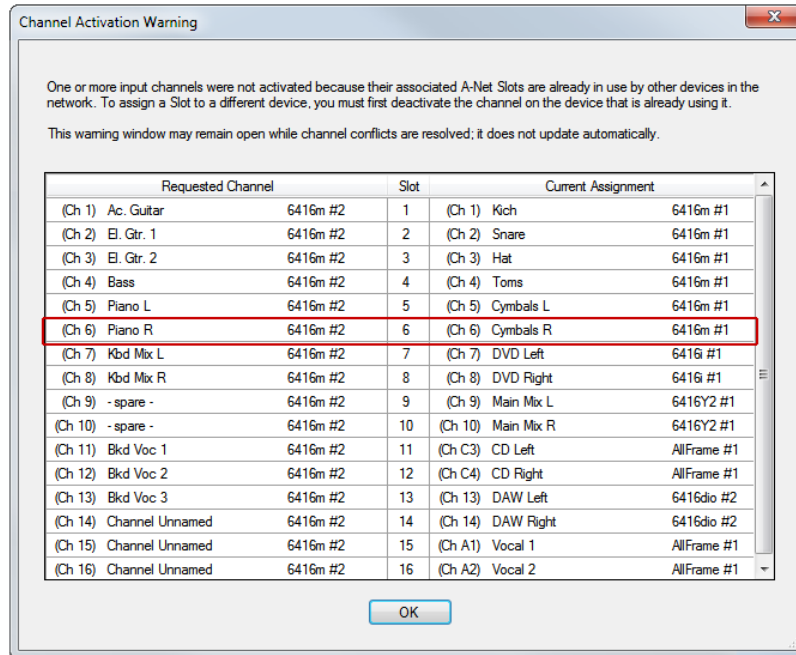 Channel Activation Warning
One or more input channels were not activated because their associated A-Net Slots are already in use by other devices in the
network. To assign a Slot to a different device, you must first deactivate the channel on the device that is already using it.
This warning window may remain open while channel conflicts are resolved; it does not update automatically.
Requested Channel Slot Current Assignment
(Ch 1) Ac. Guitar 6416m #2 1 (Ch 1) Kich 6416m #1
(Ch 2) El. Gtr. 1 6416m #2 2 (Ch 2) Snare 6416m #1
(Ch 3) El. Gtr. 2 6416m #2 3 (Ch 3) Hat 6416m #1
(Ch 4) Bass 6416m #2 4 (Ch 4) Toms 6416m #1
(Ch 5) Piano L 6416m #2 5 (Ch 5) Cymbals L 6416m #1
(Ch 6) Piano R 6416m #2 6 (Ch 6) Cymbals R 6416m #1
(Ch 7) Kbd Mix L 6416m #2 7 (Ch 7) DVD Left 6416i #1
(Ch 8) Kbd Mix R 6416m #2 8 (Ch 8) DVD Right 6416i #1
(Ch 9) - spare - 6416m #2 9 (Ch 9) Main Mix L 6416Y2 #1
(Ch 10) - spare - 6416m #2 10 (Ch 10) Main Mix R 6416Y2 #1
(Ch 11) Bkd Voc 1 6416m #2 11 (Ch C3) CD Left AllFrame #1
(Ch 12) Bkd Voc 2 6416m #2 12 (Ch C4) CD Right AllFrame #1
(Ch 13) Bkd Voc 3 6416m #2 13 (Ch 13) DAW Left 6416dio #2
(Ch 14) Channel Unnamed 6416m #2 14 (Ch 14) DAW Right 6416dio #2
(Ch 15) Channel Unnamed 6416m #2 15 (Ch A1) Vocal 1 AllFrame #1
(Ch 16) Channel Unnamed 6416m #2 16 (Ch A2) Vocal 2 AllFrame #1
OK